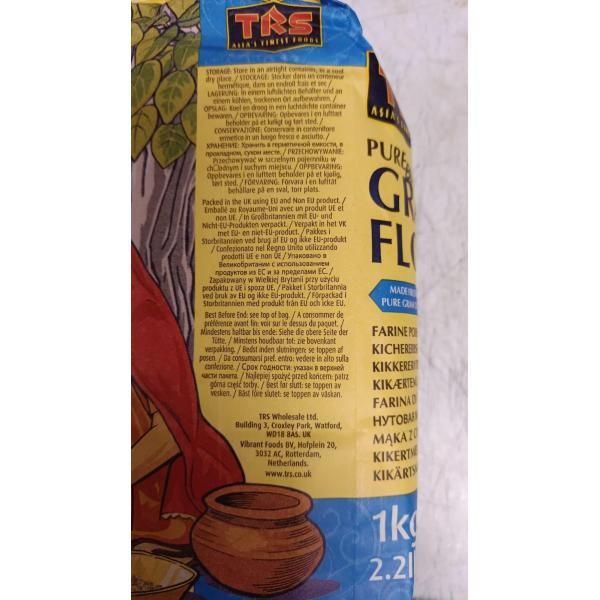 TRS
ASIA'S FINEST FOODS
STORAGE: Store in an airtight container, in a cool
dry place. / STOCKAGE: Stocker dans un conteneur
hermétique, dans un endroit frais et sec /
LAGERUNG: In einem luftdichten Behälter und an
einem kühlen, trockenen Ort aufbewahren. /
OPSLAG: Koel en droog in een luchtdichte container
bewaren. / OPBEVARING: Opbevares i en lufttæt
beholder på et køligt og tørt sted. /
CONSERVAZIONE: Conservare in contenitore
ermetico in un luogo fresco e asciutto. /
ХРАНЕНИЕ: Хранить в герметичной емкости, в
прохладном, сухом месте. / PRZECHOWYWANIE:
Przechowywać w szczelnym pojemniku w
ch□odnym i suchym miejscu. / OPPBEVARING:
Oppbevares i en lufttett beholder på et kjølig,
tørt sted. / FÖRVARING: Förvara i en lufttät
behållare på en sval, torr plats.
Packed in the UK using EU and Non EU product. /
Emballé au Royaume-Uni avec un produit UE et
non UE. / In Großbritannien mit EU- und
Nicht-EU-Produkten verpackt. / Verpakt in het VK
met EU- en niet-EU-product. / Pakkes i
Storbritannien ved brug af EU og ikke EU-produkt
/ Confezionato nel Regno Unito utilizzando
prodotti UE e non UE / Упаковано в
Великобритании с использованием
продуктов из ЕС и за пределами ЕС. /
Zapakowany w Wielkiej Brytanii przy użyciu
produktu z UE i spoza UE. / Pakket i Storbritannia
ved bruk av EU og ikke EU-produkt. / Förpackad i
Storbritannien med produkt från EU och icke EU.
Best Before End: see top of bag. / A consommer de
préférence avant fin: voir sur le dessus du paquet. /
Mindestens haltbar bis ende: Siehe die obere Seite der
Tütte. / Minstens houdbaar tot: zie bovenkant
verpakking. / Bedst inden slutningen: se toppen af
posen. / Da consumarsi pref. entro: vedere in alto sulla
confezione. / Срок годности: указан в верхней
части пакета. / Najlepiej spożyć przed końcem: patrz
górna część torby. / Best før slutt: se toppen av
vesken. / Bäst före slutet: se toppen av väskan.
TRS Wholesale Ltd.
Building 3, Croxley Park, Watford,
WD18 8AS. UK
Vibrant Foods BV, Hofplein 20,
3032 AC, Rotterdam,
Netherlands.
www.trs.co.uk
PURE
MADE
PURE GRAM
FARINE
FARINA
НУТОВАЯ
MĄKA Z
1kg
2.2l